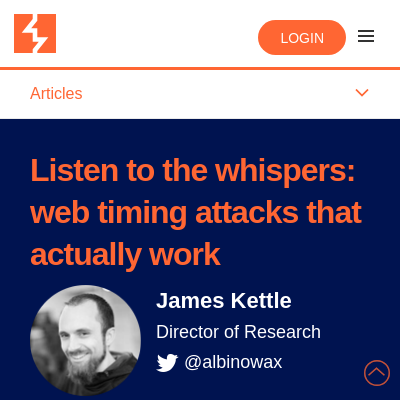 LOGIN
Articles
Listen to the whispers:
web timing attacks that
actually work
James Kettle
Director of Research
@albinowax